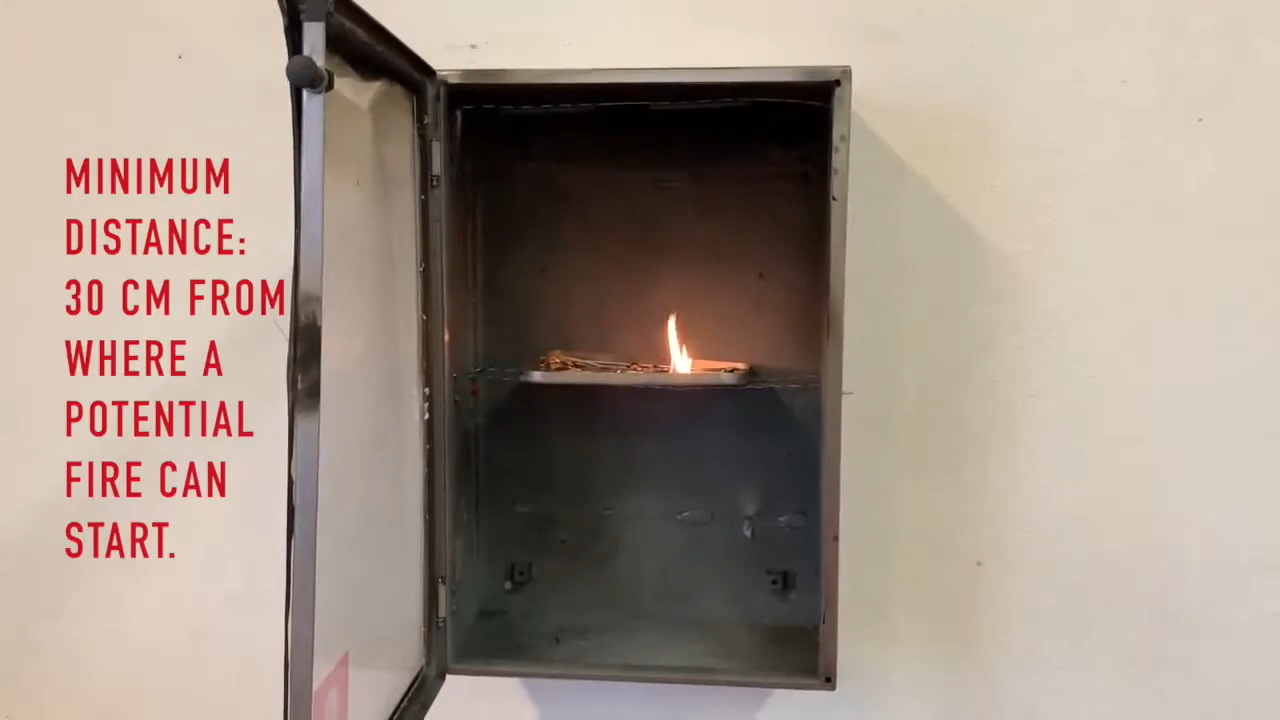 MINIMUM
DISTANCE:
30 CM FROM
WHERE A
POTENTIAL
FIRE CAN
START.